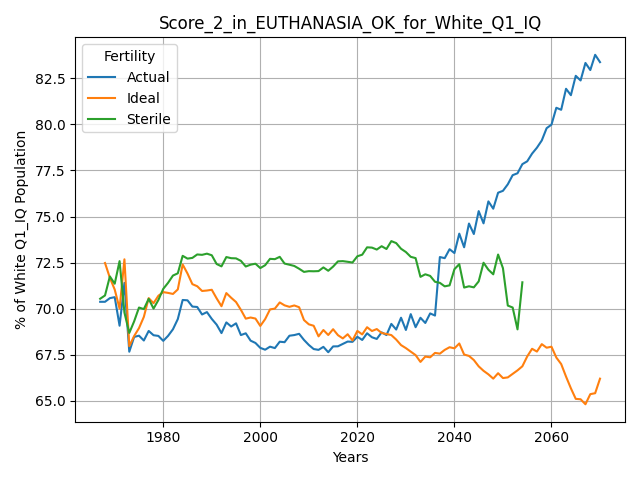 Score_2_in_EUTHANASIA_OK_for_White_Q1_IQ
Fertility
Actual
Ideal
Sterile
% of White Q1_IQ Population
82.5
80.0
77.5
75.0
72.5
70.0
67.5
65.0
1980
2000
2020
2040
2060
Years